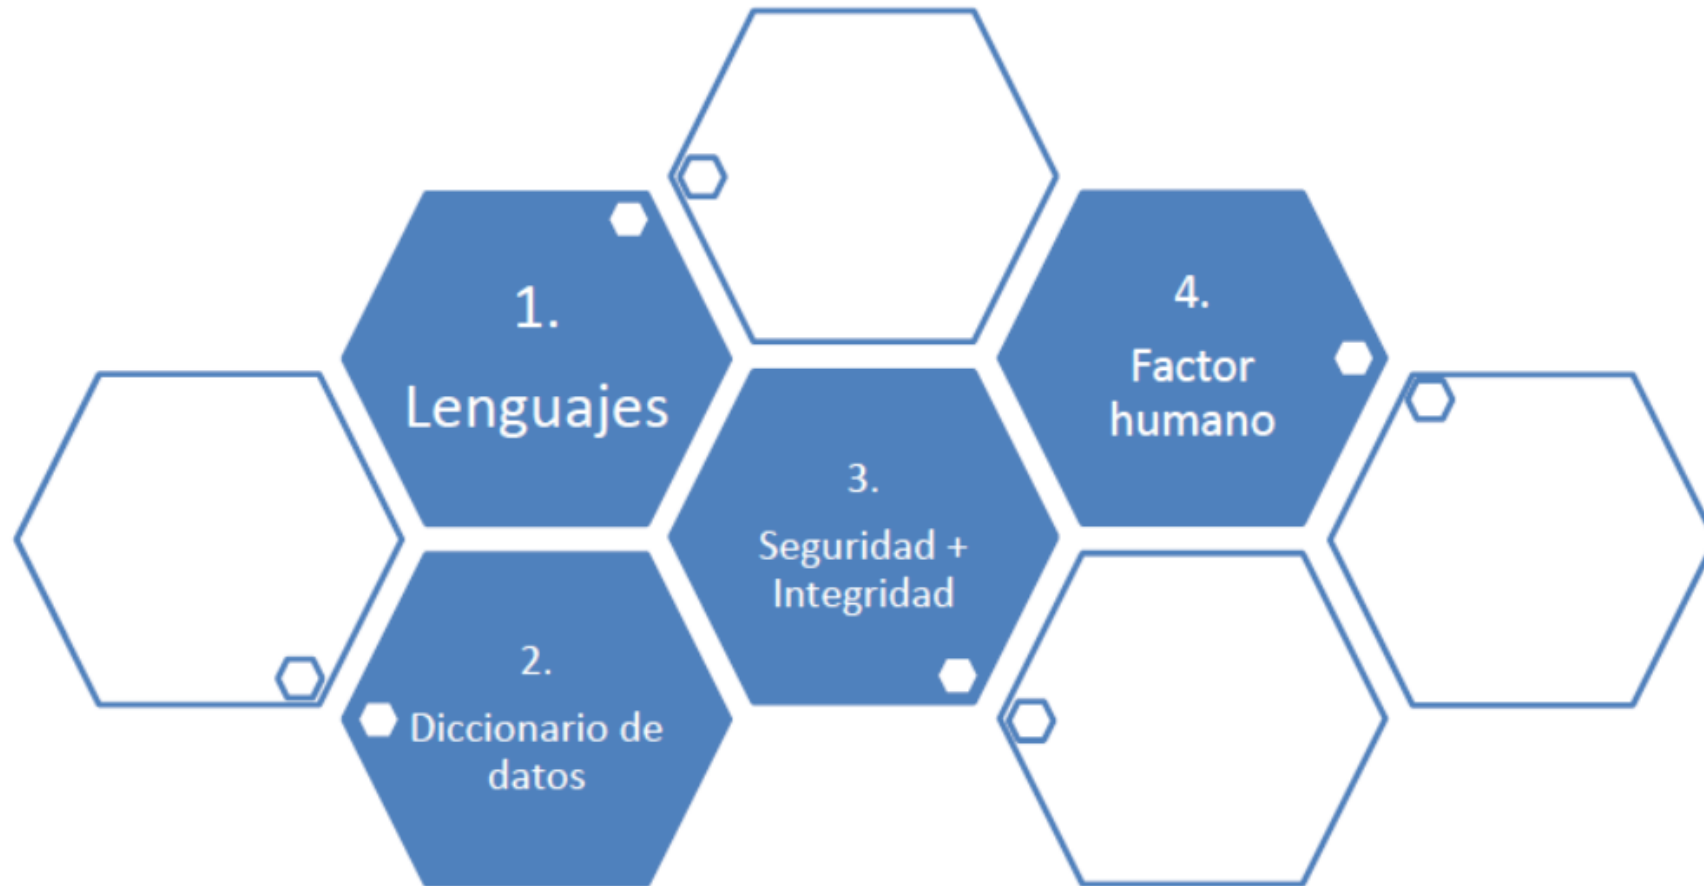 1.
Lenguajes
2.
Diccionario de
datos
3.
Seguridad +
Integridad
4.
Factor
humano